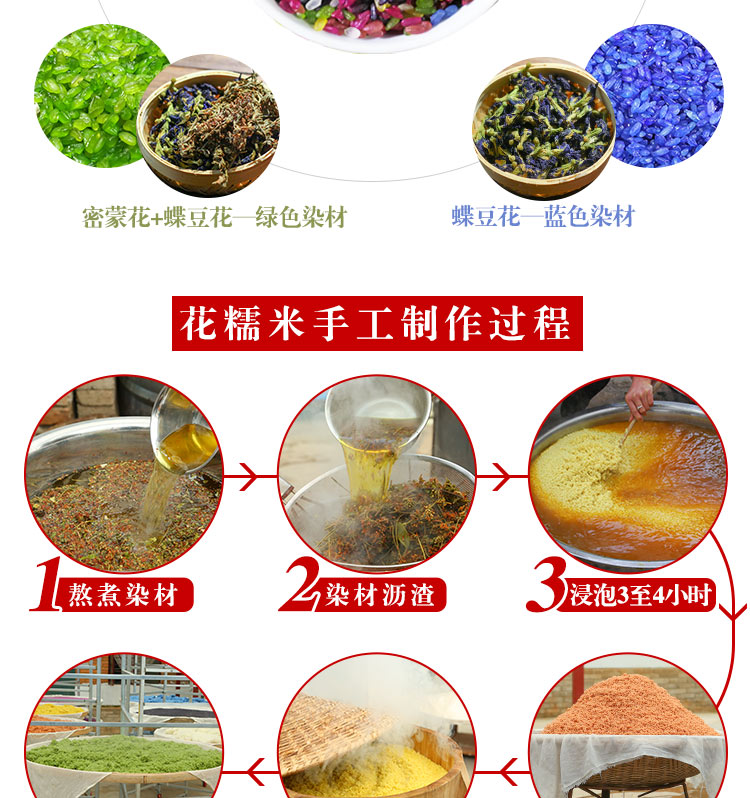 密蒙花+蝶豆花—绿色染材
蝶豆花—蓝色染材
花糯米手工制作过程
1 熬煮染材
2 染材沥渣
3 浸泡3至4小时